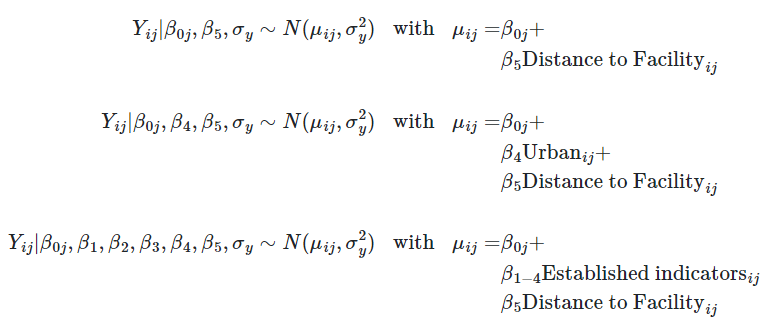 Y_{ij}|β_{0j}, β_5, σ_y ∼ N(μ_{ij}, σ_y^2) with μ_{ij} =β_{0j}+
β_5Distance to Facility_{ij}
Y_{ij}|β_{0j}, β_4, β_5, σ_y ∼ N(μ_{ij}, σ_y^2) with μ_{ij} =β_{0j}+
β_4Urban_{ij}+
β_5Distance to Facility_{ij}
Y_{ij}|β_{0j}, β_1, β_2, β_3, β_4, β_5, σ_y ∼ N(μ_{ij}, σ_y^2) with μ_{ij} =β_{0j}+
β_{1−4}Established indicators_{ij}
β_5Distance to Facility_{ij}